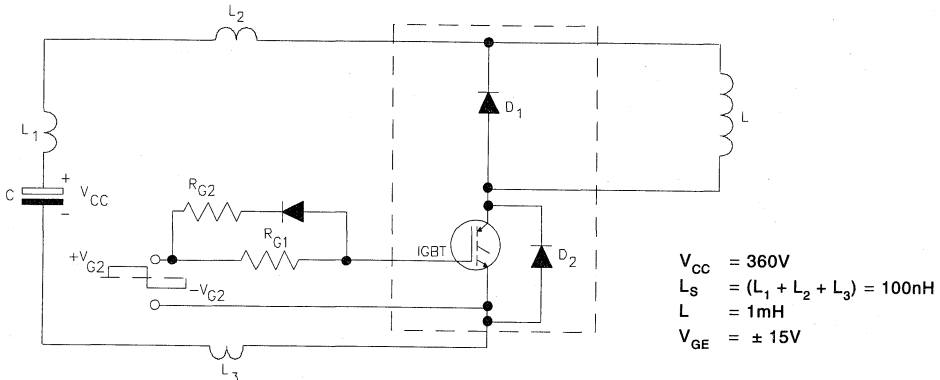 L2
L1
+
C
VCC
-
RG2
RG1
+VG2
-VG2
IGBT
D1
D2
L
L3
VCC = 360V
LS = (L1 + L2 + L3) = 100nH
L = 1mH
VGE = ± 15V